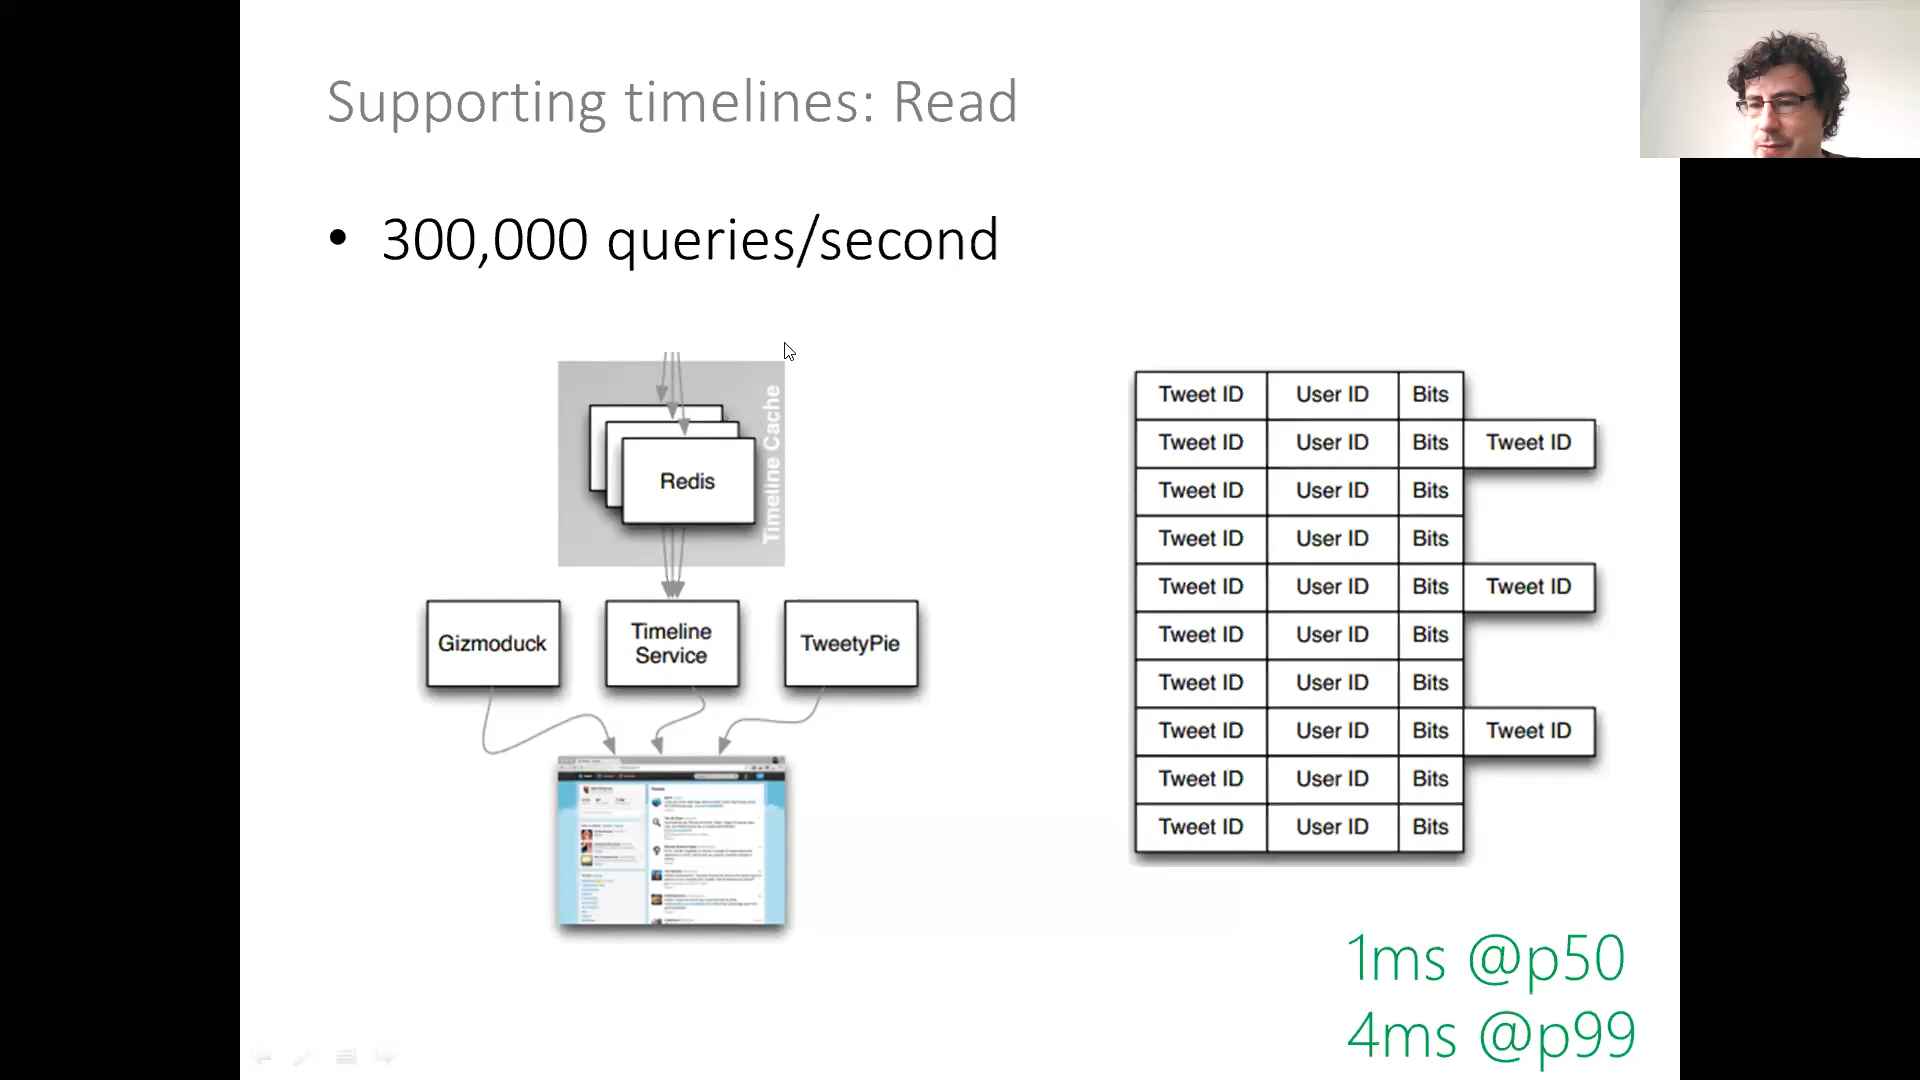 Supporting timelines: Read
• 300,000 queries/second
Timeline Cache
Redis
Gizmoduck
Timeline
Service
TweetyPie
Tweet ID User ID Bits
Tweet ID User ID Bits Tweet ID
Tweet ID User ID Bits
Tweet ID User ID Bits
Tweet ID User ID Bits Tweet ID
Tweet ID User ID Bits
Tweet ID User ID Bits
Tweet ID User ID Bits Tweet ID
Tweet ID User ID Bits
Tweet ID User ID Bits
1ms @p50
4ms @p99